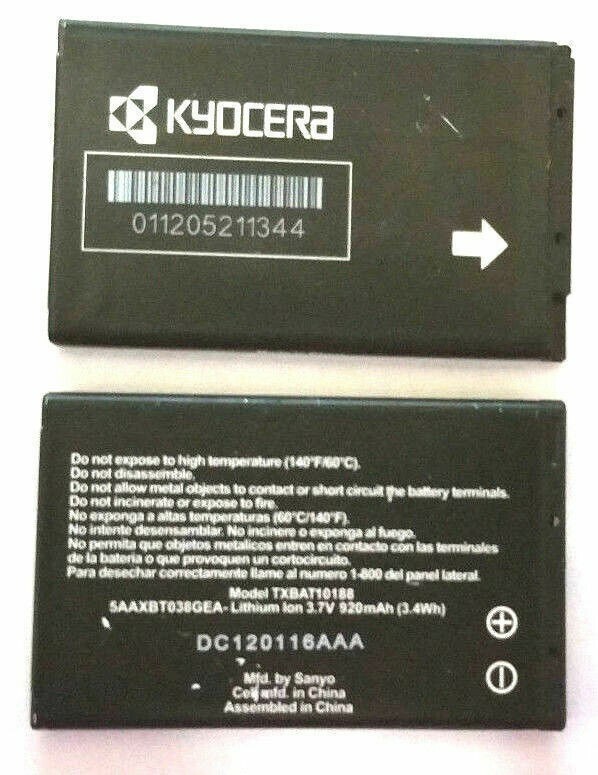 KYOCERA
011205211344
Do not expose to high temperature (140°F/60°C).
Do not disassemble.
Do not allow metal objects to contact or short circuit the battery terminals.
Do not incinerate or expose to fire.
No exponga a altas temperaturas (60°C/140°F).
No intente desensamblar. No incinere o exponga al fuego.
No permita que objetos metalicos entren en contacto con las terminales
de la bateria o que provoquen un cortocircuito.
Para desechar correctamente llame al numero 1-800 del panel lateral.
Model TXBAT10188
5AAXBT038GEA- Lithium Ion 3.7V 920mAh (3.4Wh)
DC120116AAA
Mfd. by Sanyo
Cell mfd. in China
Assembled in China